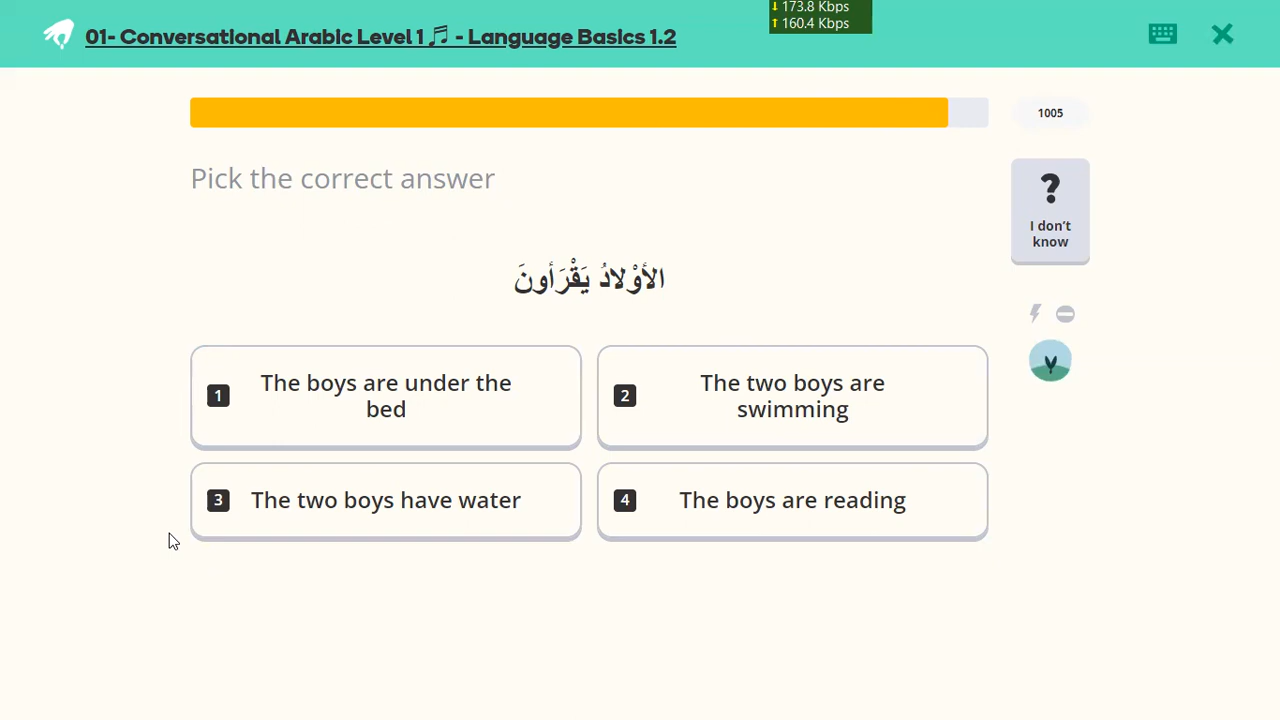 01- Conversational Arabic Level 1 🎵 - Language Basics 1.2
↓ 173.8 Kbps
↑ 160.4 Kbps
1005
Pick the correct answer
?
I don't
know
الأوْلادُ يَقْرَأونَ
1 The boys are under the
bed
2 The two boys are
swimming
3 The two boys have water
4 The boys are reading